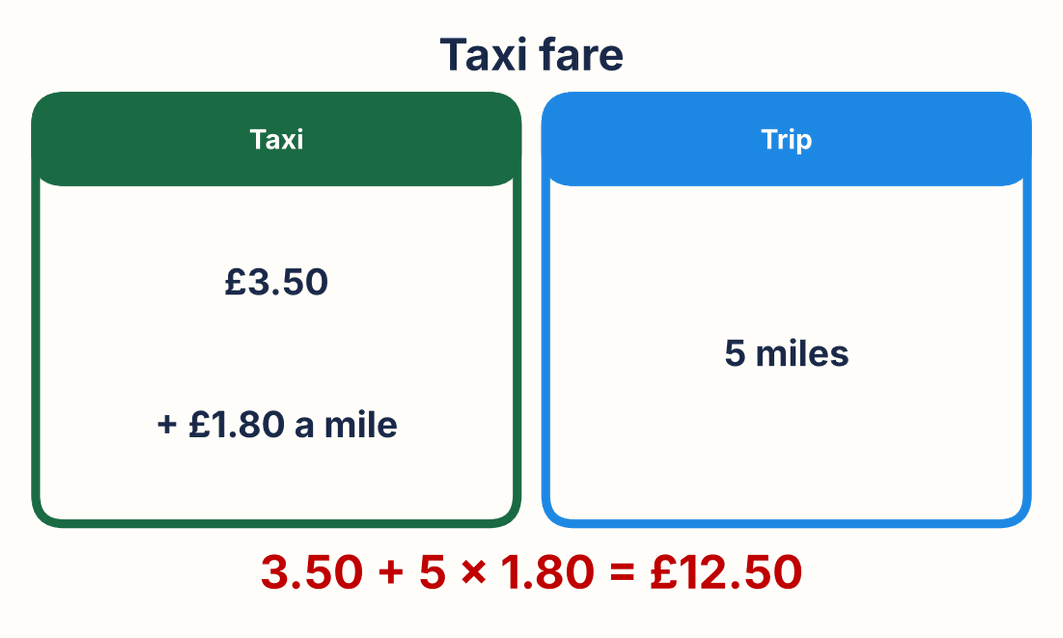 Taxi fare
Taxi
£3.50
+ £1.80 a mile
Trip
5 miles
3.50 + 5 × 1.80 = £12.50